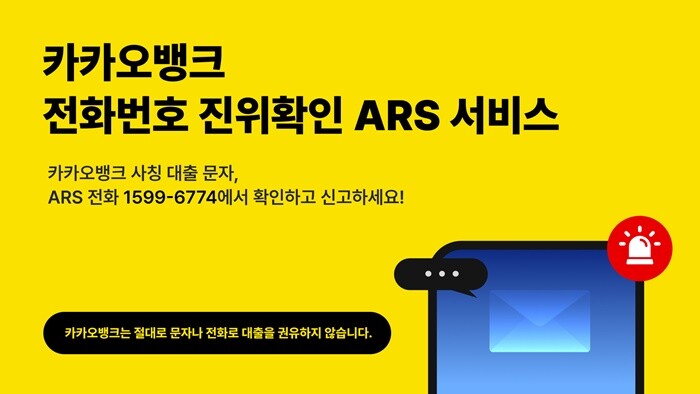 카카오뱅크
전화번호 진위확인 ARS 서비스
카카오뱅크 사칭 대출 문자,
ARS 전화 1599-6774에서 확인하고 신고하세요!
카카오뱅크는 절대로 문자나 전화로 대출을 권유하지 않습니다.